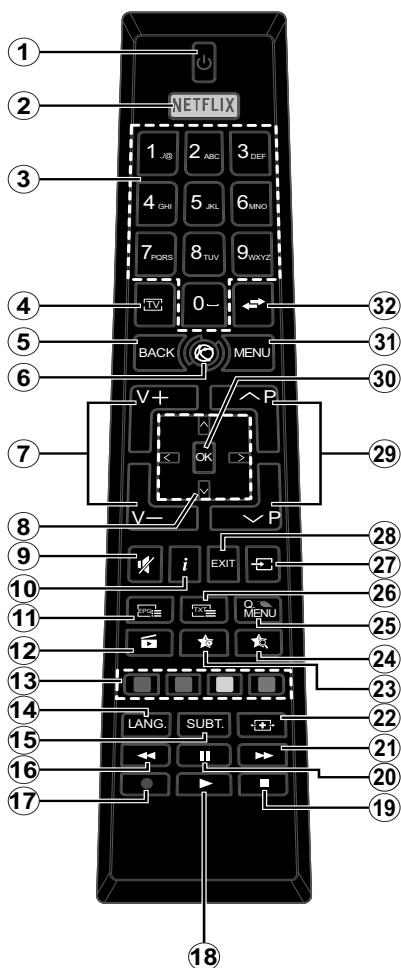 1
2
NETFLIX
3
1 ./@ 2 ABC 3 DEF
4 GHI 5 JKL 6 MNO
7 PQRS 8 TUV 9 WXYZ
4 TV 0 32
5 BACK MENU 31
6 30
V+ P
7 OK 29
8 V- P
28
9 i EXIT 27
10 26
11 EPG TXT Q MENU 25
12 24
13 23
14 LANG. SUBT. 22
15 21
16 20
17 19
18